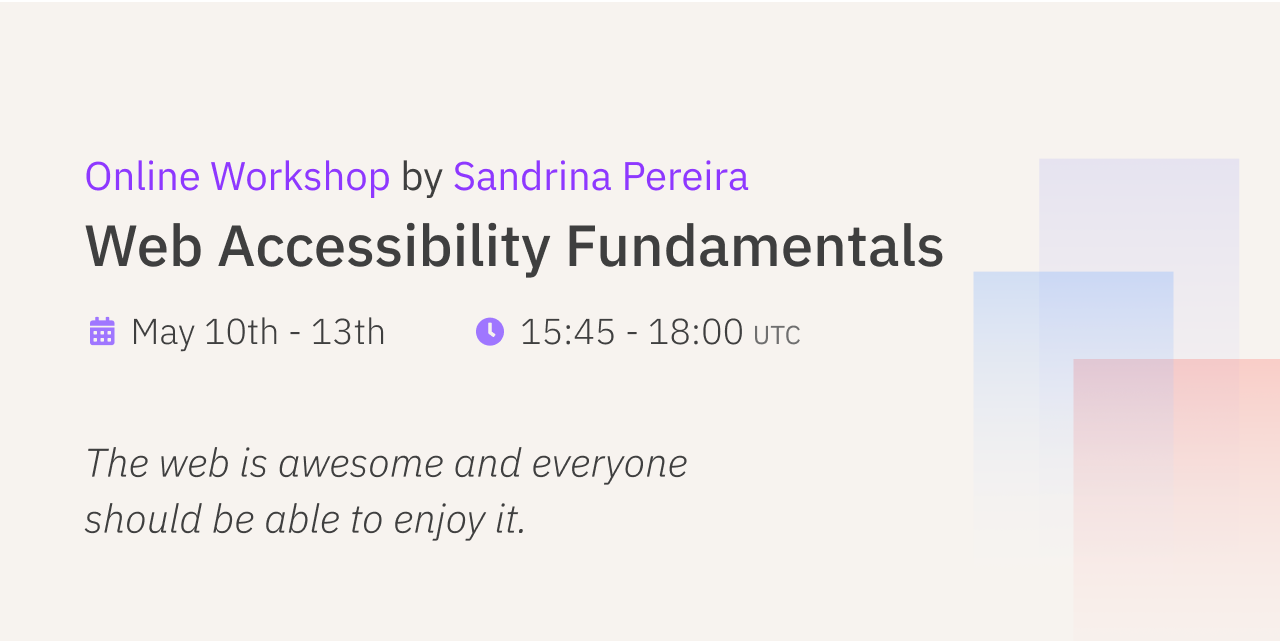 Online Workshop by Sandrina Pereira
Web Accessibility Fundamentals
May 10th - 13th 15:45 - 18:00 UTC
The web is awesome and everyone
should be able to enjoy it.